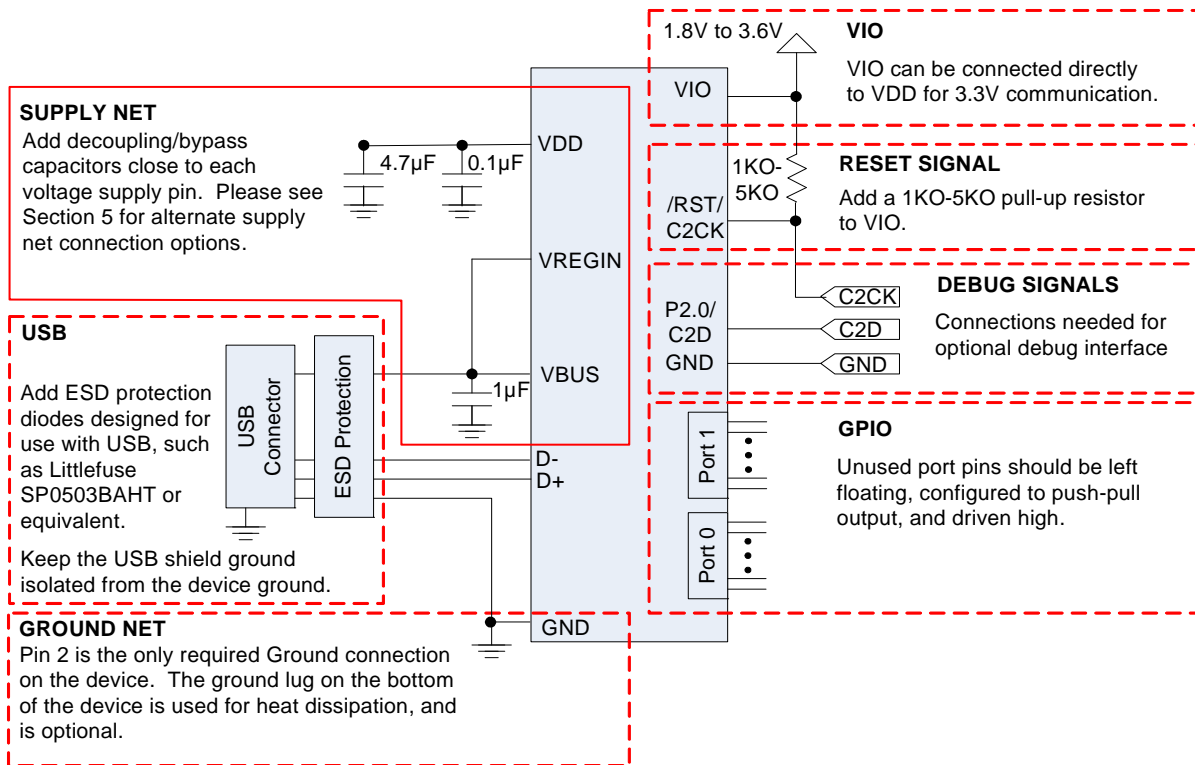 1.8V to 3.6V
VIO
VIO can be connected directly
to VDD for 3.3V communication.
VIO
SUPPLY NET
Add decoupling/bypass
capacitors close to each
voltage supply pin.  Please see
Section 5 for alternate supply
net connection options.
4.7µF
0.1µF
VDD
VREGIN
VBUS
1µF
1KO-
5KO
/RST/
C2CK
RESET SIGNAL
Add a 1KO-5KO pull-up resistor
to VIO.
P2.0/
C2D
GND
C2CK
C2D
GND
DEBUG SIGNALS
Connections needed for
optional debug interface
USB
Add ESD protection
diodes designed for
use with USB, such
as Littlefuse
SP0503BAHT or
equivalent.
Keep the USB shield ground
isolated from the device ground.
USB
Connector
ESD Protection
D-
D+
Port 1
Port 0
GPIO
Unused port pins should be left
floating, configured to push-pull
output, and driven high.
GROUND NET
Pin 2 is the only required Ground connection
on the device.  The ground lug on the bottom
of the device is used for heat dissipation, and
is optional.
GND